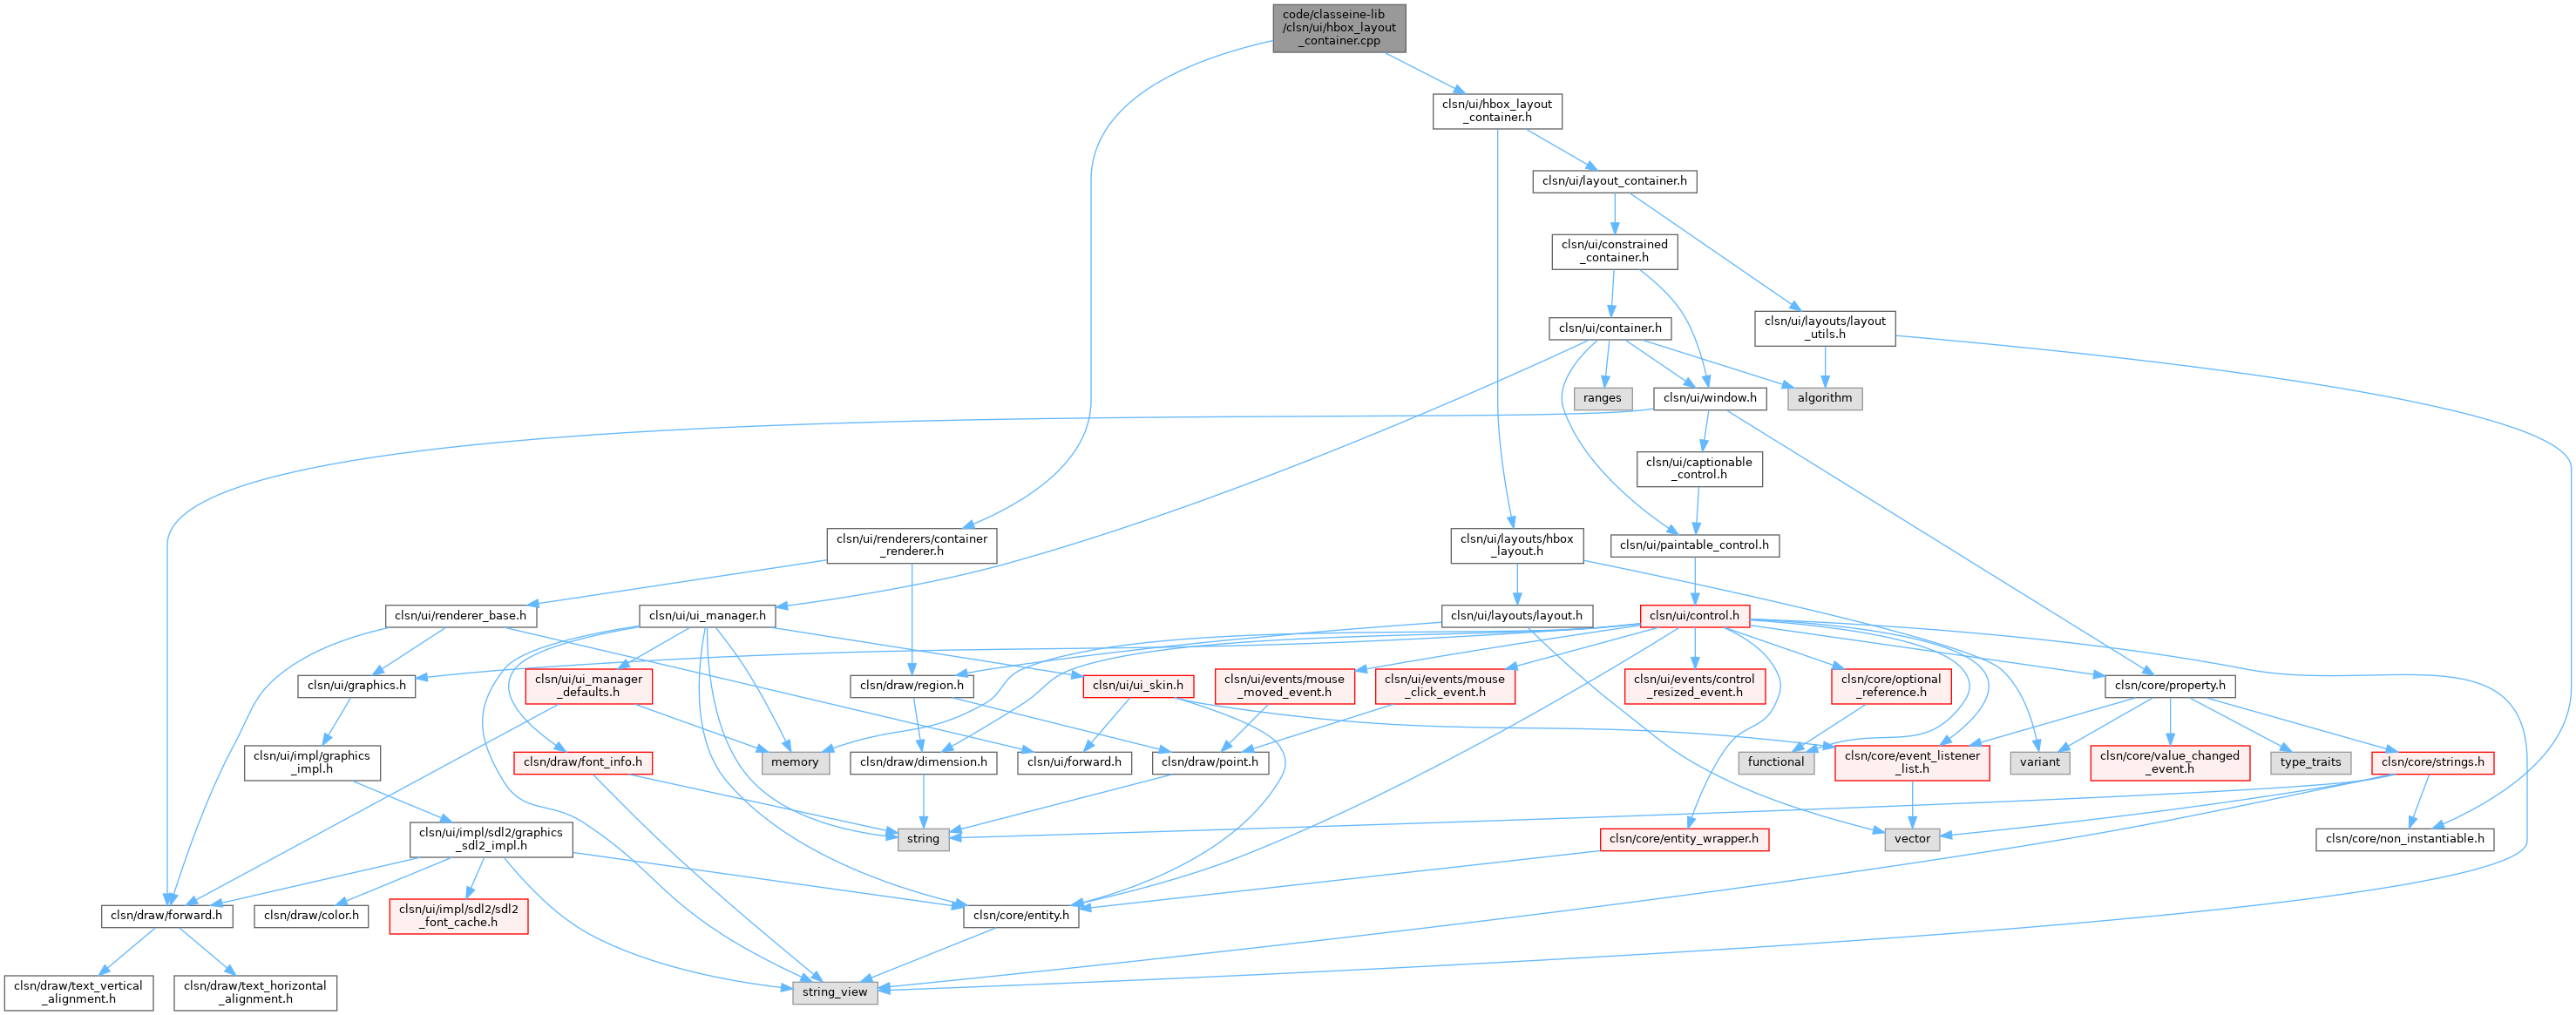 code/classeine-lib
/clsn/ui/hbox_layout
_container.cpp
clsn/ui/hbox_layout
_container.h
clsn/ui/layout_container.h
clsn/ui/constrained
_container.h
clsn/ui/container.h
clsn/ui/layouts/layout
_utils.h
ranges
clsn/ui/window.h
algorithm
clsn/ui/captionable
_control.h
clsn/ui/renderers/container
_renderer.h
clsn/ui/layouts/hbox
_layout.h
clsn/ui/paintable_control.h
clsn/ui/renderer_base.h
clsn/ui/ui_manager.h
clsn/ui/layouts/layout.h
clsn/ui/control.h
clsn/ui/graphics.h
clsn/ui/ui_manager
_defaults.h
clsn/draw/region.h
clsn/ui/ui_skin.h
clsn/ui/events/mouse
_moved_event.h
clsn/ui/events/mouse
_click_event.h
clsn/ui/events/control
_resized_event.h
clsn/core/optional
_reference.h
clsn/core/property.h
clsn/ui/impl/graphics
_impl.h
clsn/draw/font_info.h
memory
clsn/draw/dimension.h
clsn/ui/forward.h
clsn/draw/point.h
functional
clsn/core/event_listener
_list.h
variant
clsn/core/value_changed
_event.h
type_traits
clsn/core/strings.h
clsn/ui/impl/sdl2/graphics
_sdl2_impl.h
string
clsn/core/entity_wrapper.h
vector
clsn/core/non_instantiable.h
clsn/draw/forward.h
clsn/draw/color.h
clsn/ui/impl/sdl2/sdl2
_font_cache.h
clsn/core/entity.h
clsn/draw/text_vertical
_alignment.h
clsn/draw/text_horizontal
_alignment.h
string_view